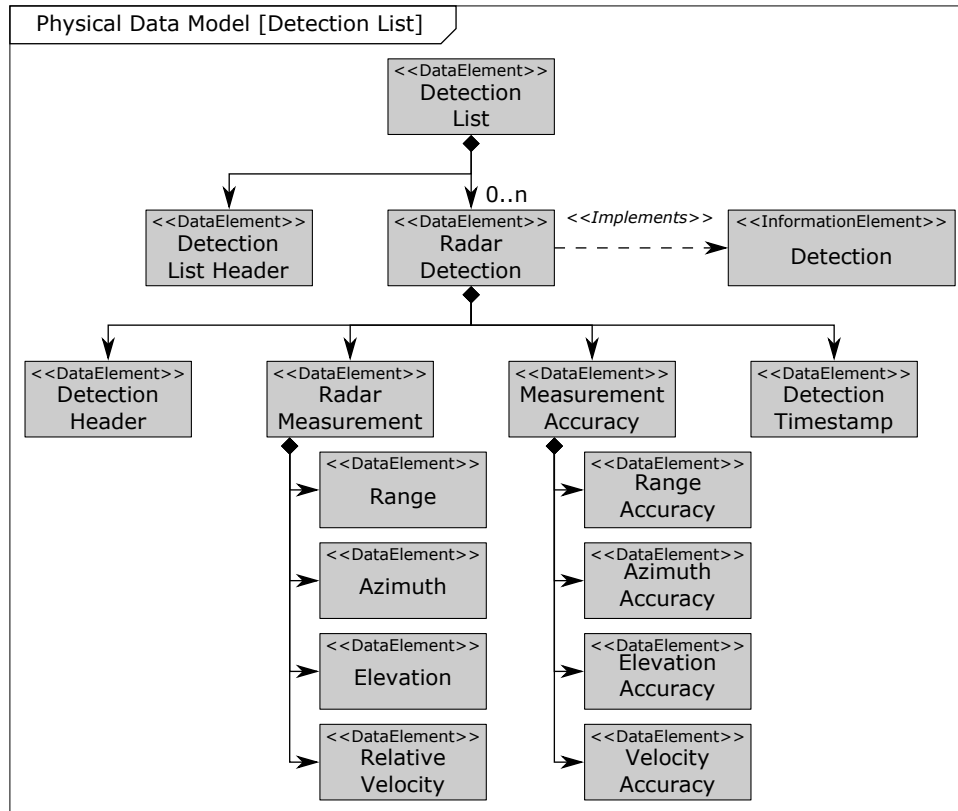 Physical Data Model [Detection List]
<<DataElement>>
Detection
List
0..n
<<DataElement>>
Detection
List Header
<<DataElement>>
Radar
Detection
<<Implements>>
<<InformationElement>>
Detection
<<DataElement>>
Detection
Header
<<DataElement>>
Radar
Measurement
<<DataElement>>
Measurement
Accuracy
<<DataElement>>
Detection
Timestamp
<<DataElement>>
Range
<<DataElement>>
Azimuth
<<DataElement>>
Elevation
<<DataElement>>
Relative
Velocity
<<DataElement>>
Range
Accuracy
<<DataElement>>
Azimuth
Accuracy
<<DataElement>>
Elevation
Accuracy
<<DataElement>>
Velocity
Accuracy